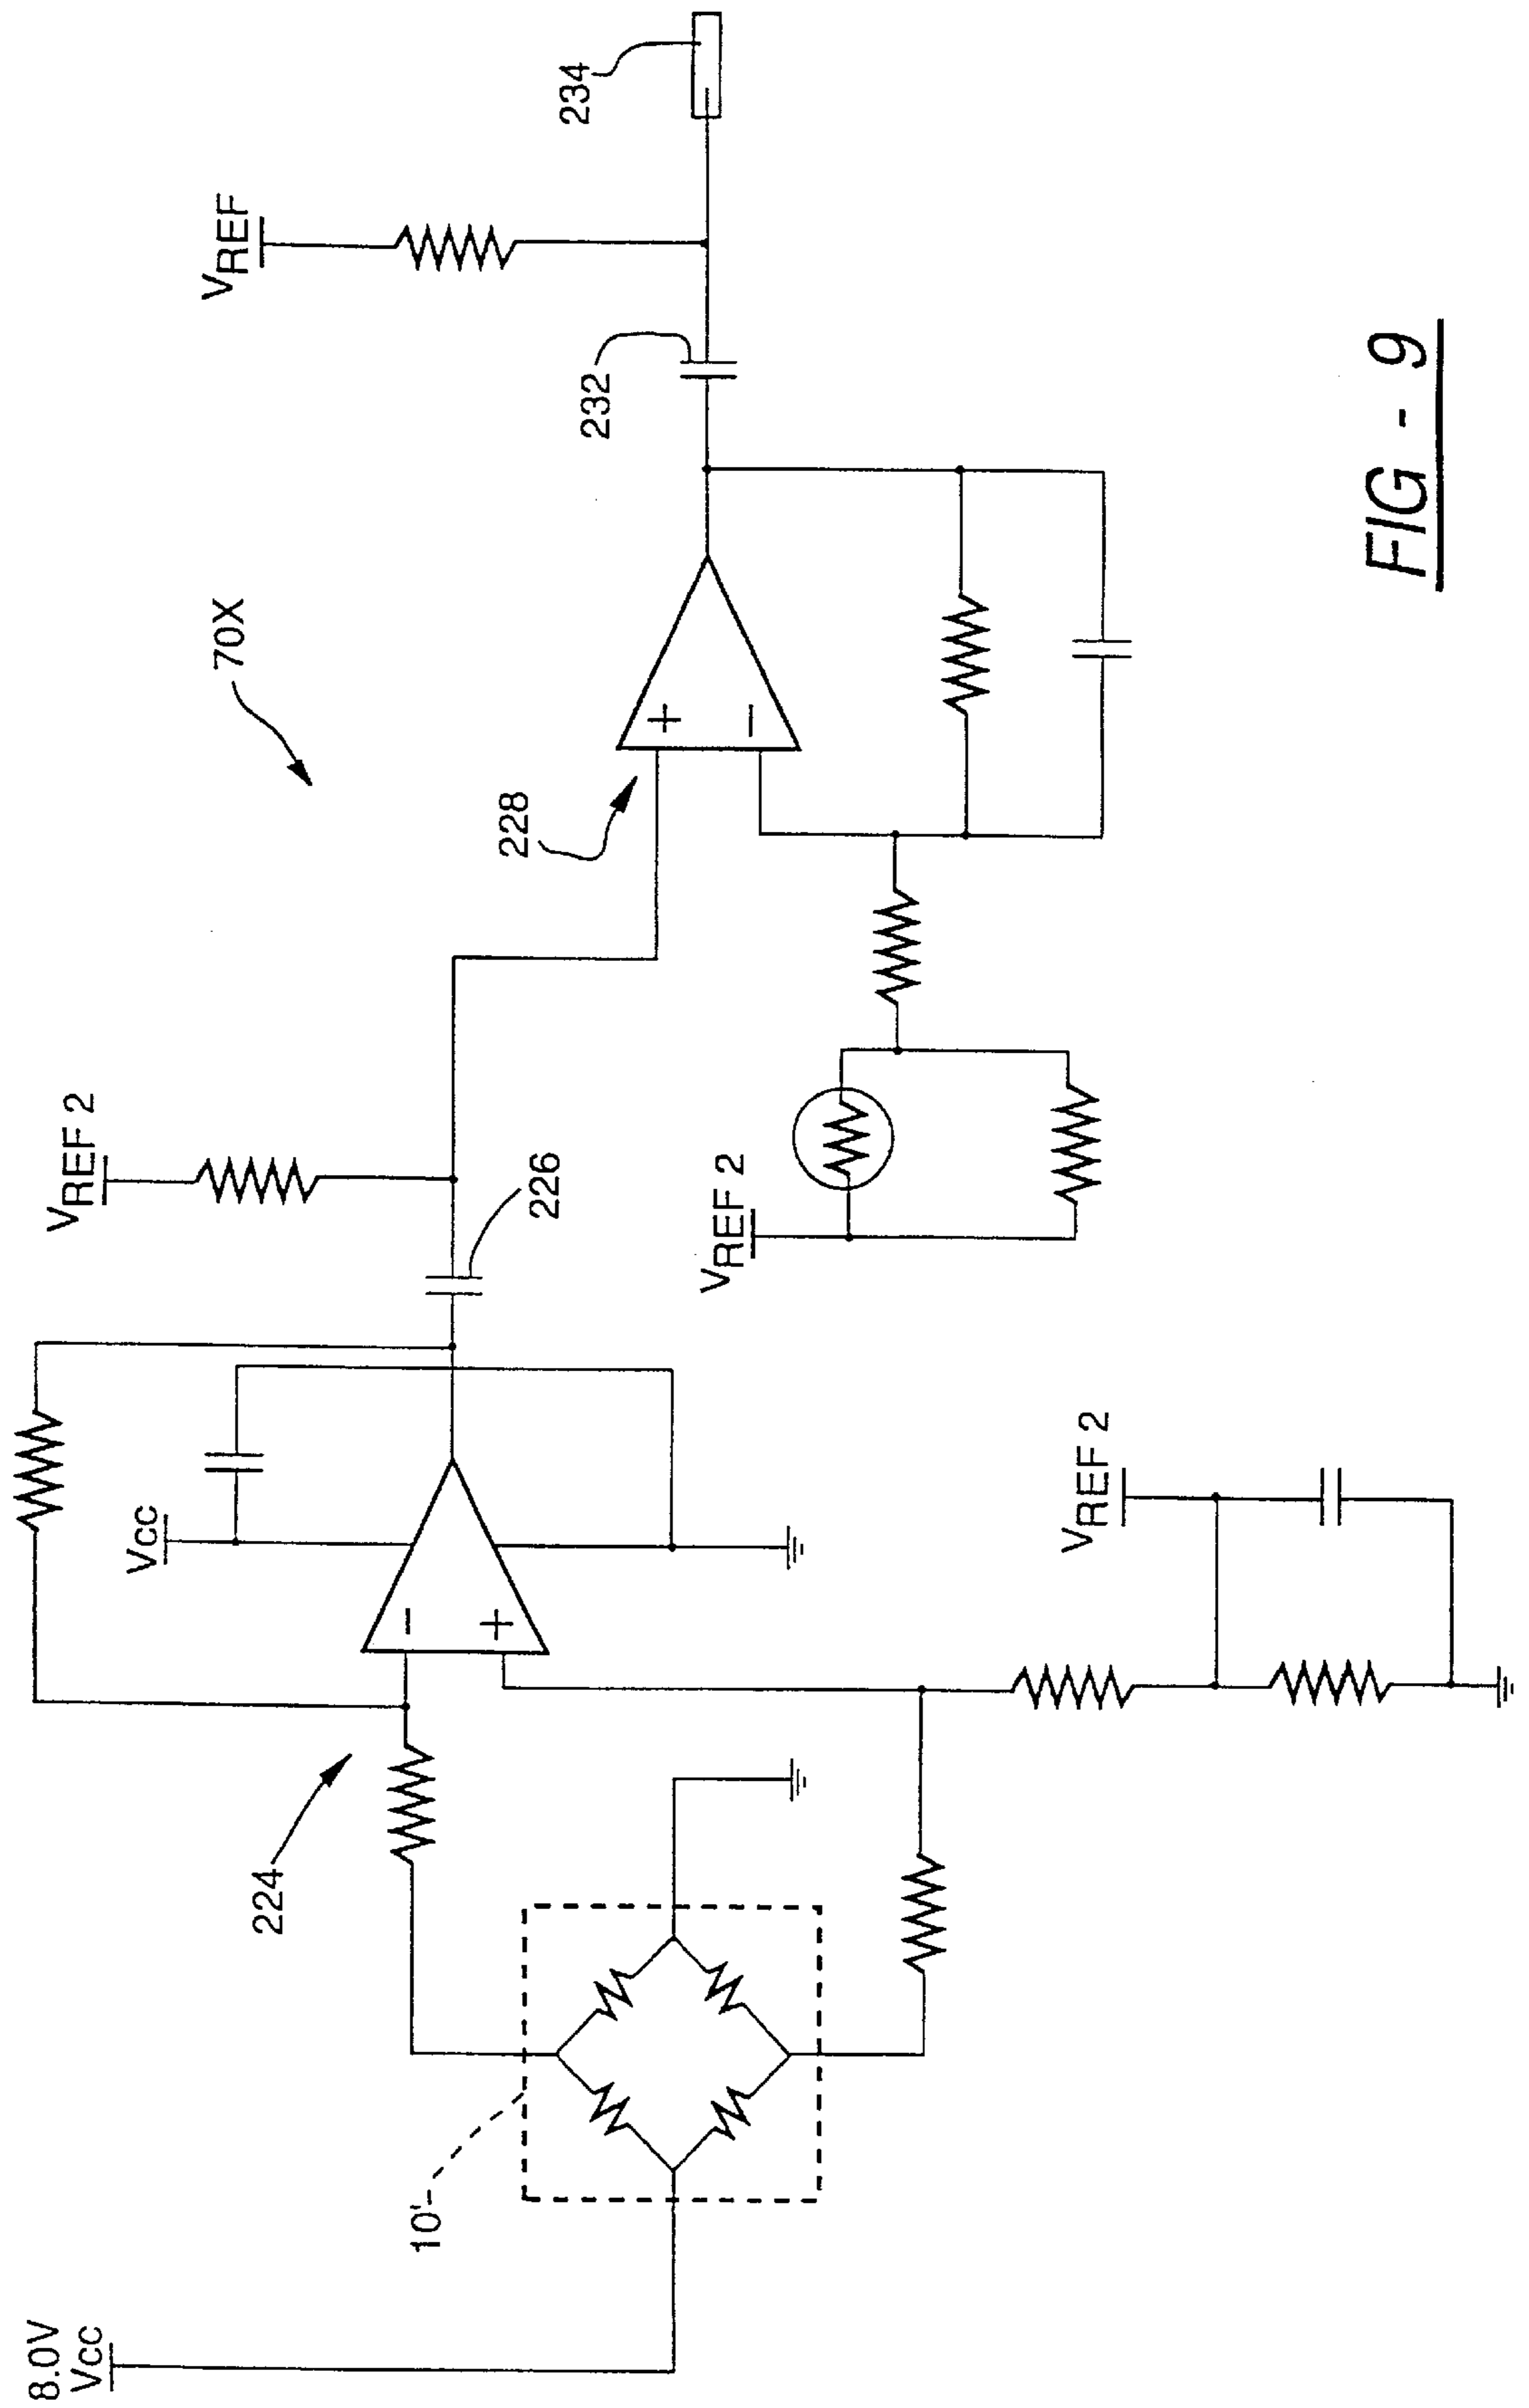 8.0V
Vcc
10'
224
Vcc
−
+
VREF 2
226
VREF 2
VREF 2
228
+
−
70X
232
VREF
234
FIG - 9